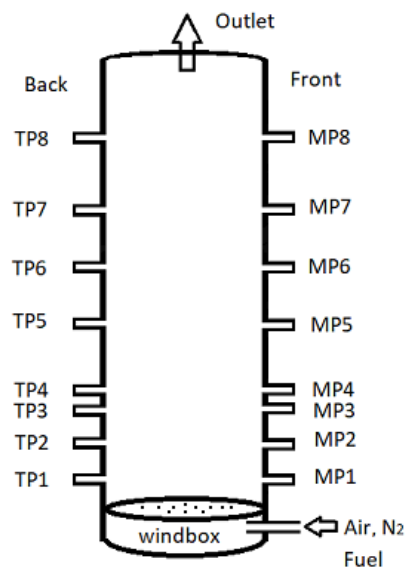 Outlet
Back
Front
TP8
MP8
TP7
MP7
TP6
MP6
TP5
MP5
TP4
MP4
TP3
MP3
TP2
MP2
TP1
MP1
windbox
Air, N₂
Fuel